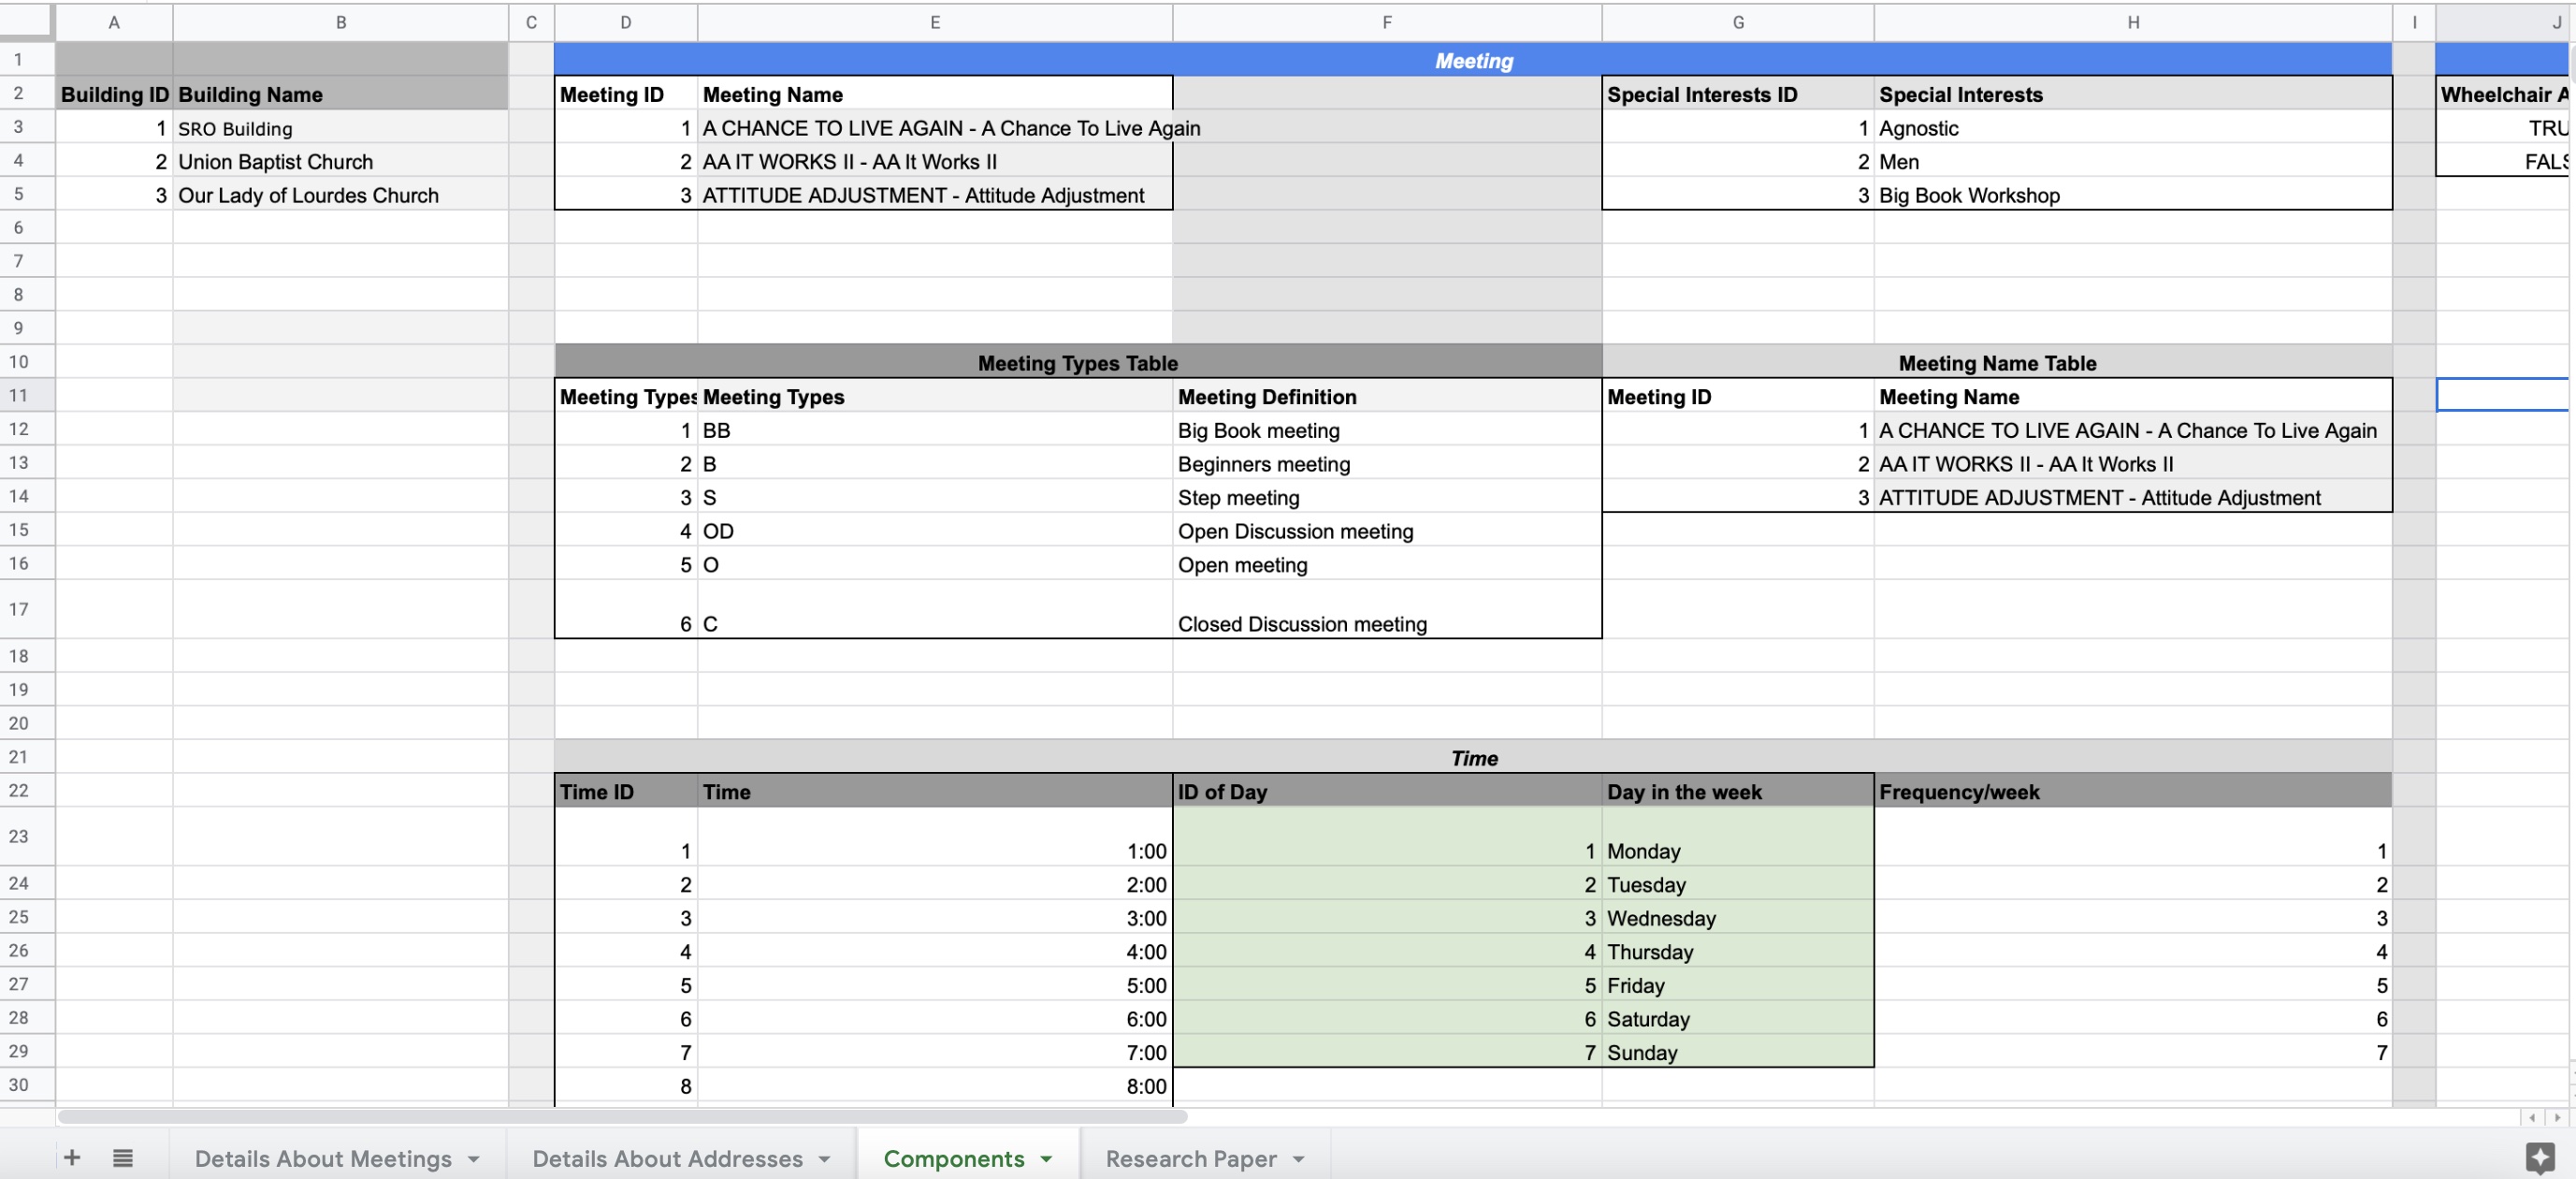 A B C D E F G H I J
1 Meeting
2 Building ID Building Name Meeting ID Meeting Name Special Interests ID Special Interests Wheelchair A
3 1 SRO Building 1 A CHANCE TO LIVE AGAIN - A Chance To Live Again 1 Agnostic TRU
4 2 Union Baptist Church 2 AA IT WORKS II - AA It Works II 2 Men FALS
5 3 Our Lady of Lourdes Church 3 ATTITUDE ADJUSTMENT - Attitude Adjustment 3 Big Book Workshop
6
7
8
9
10 Meeting Types Table Meeting Name Table
11 Meeting Types Meeting Types Meeting Definition Meeting ID Meeting Name
12 1 BB Big Book meeting 1 A CHANCE TO LIVE AGAIN - A Chance To Live Again
13 2 B Beginners meeting 2 AA IT WORKS II - AA It Works II
14 3 S Step meeting 3 ATTITUDE ADJUSTMENT - Attitude Adjustment
15 4 OD Open Discussion meeting
16 5 O Open meeting
17 6 C Closed Discussion meeting
18
19
20
21 Time
22 Time ID Time ID of Day Day in the week Frequency/week
23 1 1:00 1 Monday 1
24 2 2:00 2 Tuesday 2
25 3 3:00 3 Wednesday 3
26 4 4:00 4 Thursday 4
27 5 5:00 5 Friday 5
28 6 6:00 6 Saturday 6
29 7 7:00 7 Sunday 7
30 8 8:00
Details About Meetings Details About Addresses Components Research Paper